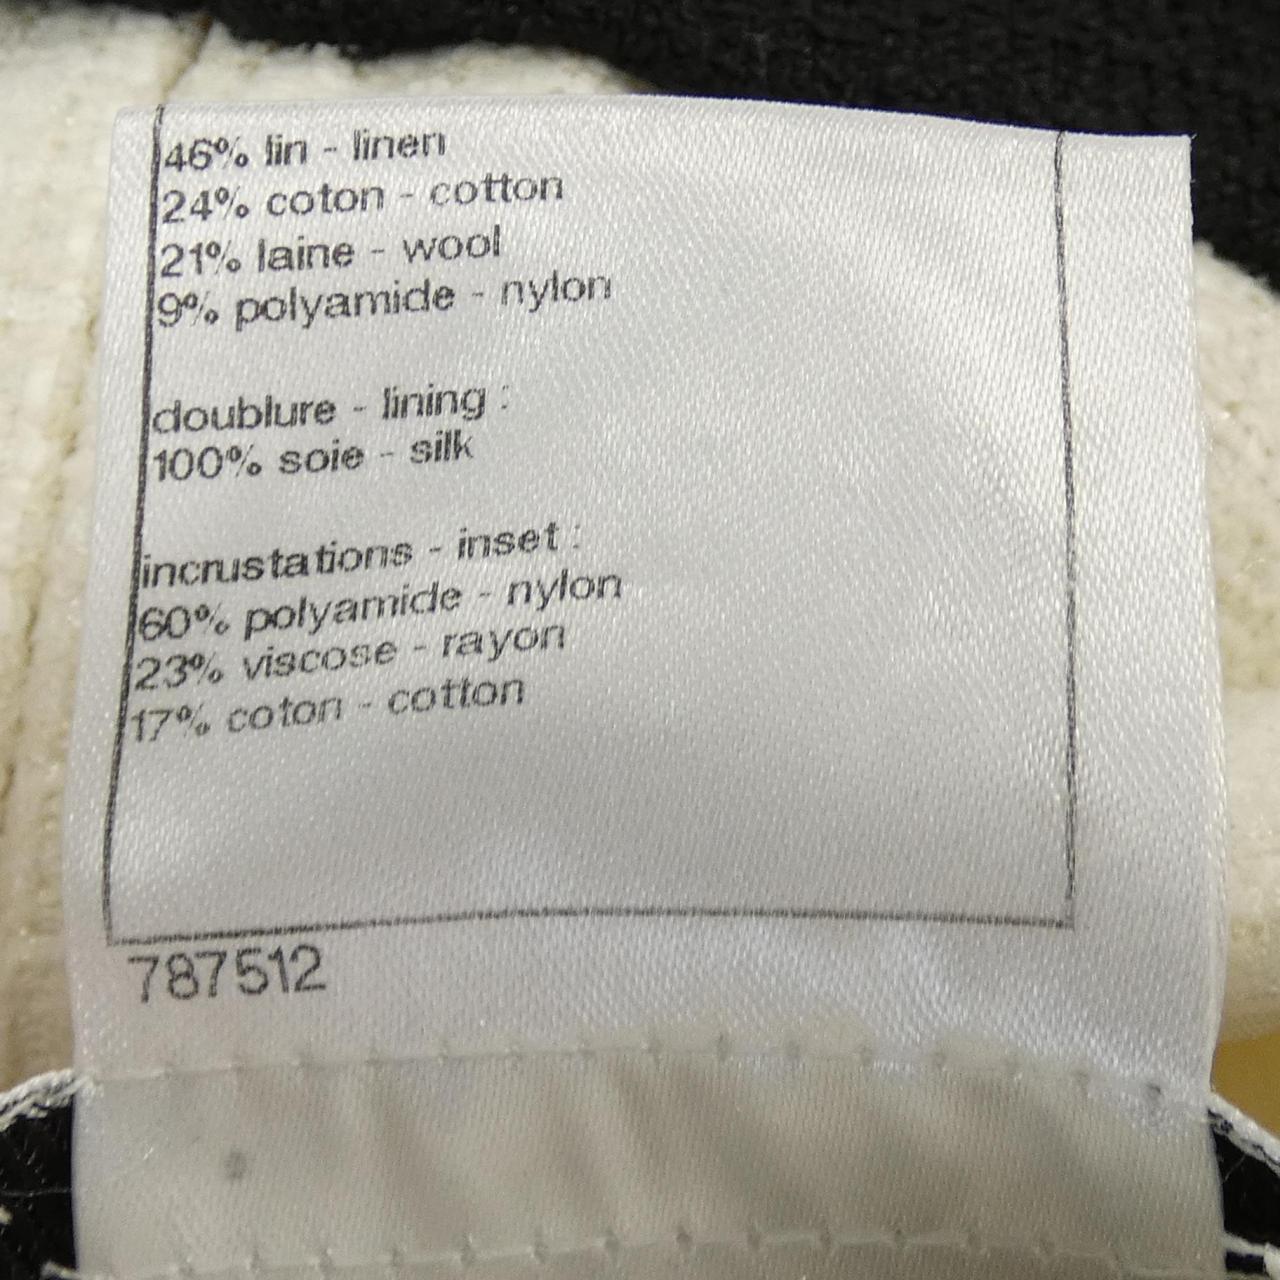 46% lin - linen
24% coton - cotton
21% laine - wool
9% polyamide - nylon
doublure - lining :
100% soie - silk
incrustations - inset :
60% polyamide - nylon
23% viscose - rayon
17% coton - cotton
787512